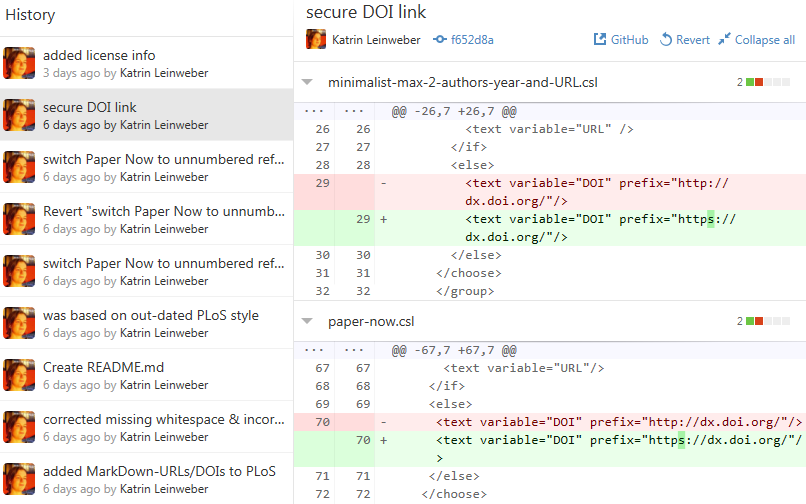 History
added license info
3 days ago by Katrin Leinweber
secure DOI link
6 days ago by Katrin Leinweber
switch Paper Now to unnumbered ref...
6 days ago by Katrin Leinweber
Revert "switch Paper Now to unnumb...
6 days ago by Katrin Leinweber
switch Paper Now to unnumbered ref...
6 days ago by Katrin Leinweber
was based on out-dated PLoS style
6 days ago by Katrin Leinweber
Create README.md
6 days ago by Katrin Leinweber
corrected missing whitespace & incor...
6 days ago by Katrin Leinweber
added MarkDown-URLs/DOIs to PLoS
6 days ago by Katrin Leinweber
secure DOI link
Katrin Leinweber f652d8a GitHub Revert Collapse all
minimalist-max-2-authors-year-and-URL.csl 2
... ... @@ -26,7 +26,7 @@
26 26 <text variable="URL" />
27 27 </if>
28 28 <else>
29 - <text variable="DOI" prefix="http://
dx.doi.org/"/>
29 + <text variable="DOI" prefix="https://
dx.doi.org/"/>
30 30 </else>
31 31 </choose>
32 32 </group>
paper-now.csl 2
... ... @@ -67,7 +67,7 @@
67 67 <text variable="URL"/>
68 68 </if>
69 69 <else>
70 - <text variable="DOI" prefix="http://dx.doi.org/"/>
70 + <text variable="DOI" prefix="https://dx.doi.org/"/
>
71 71 </else>
72 72 </choose>